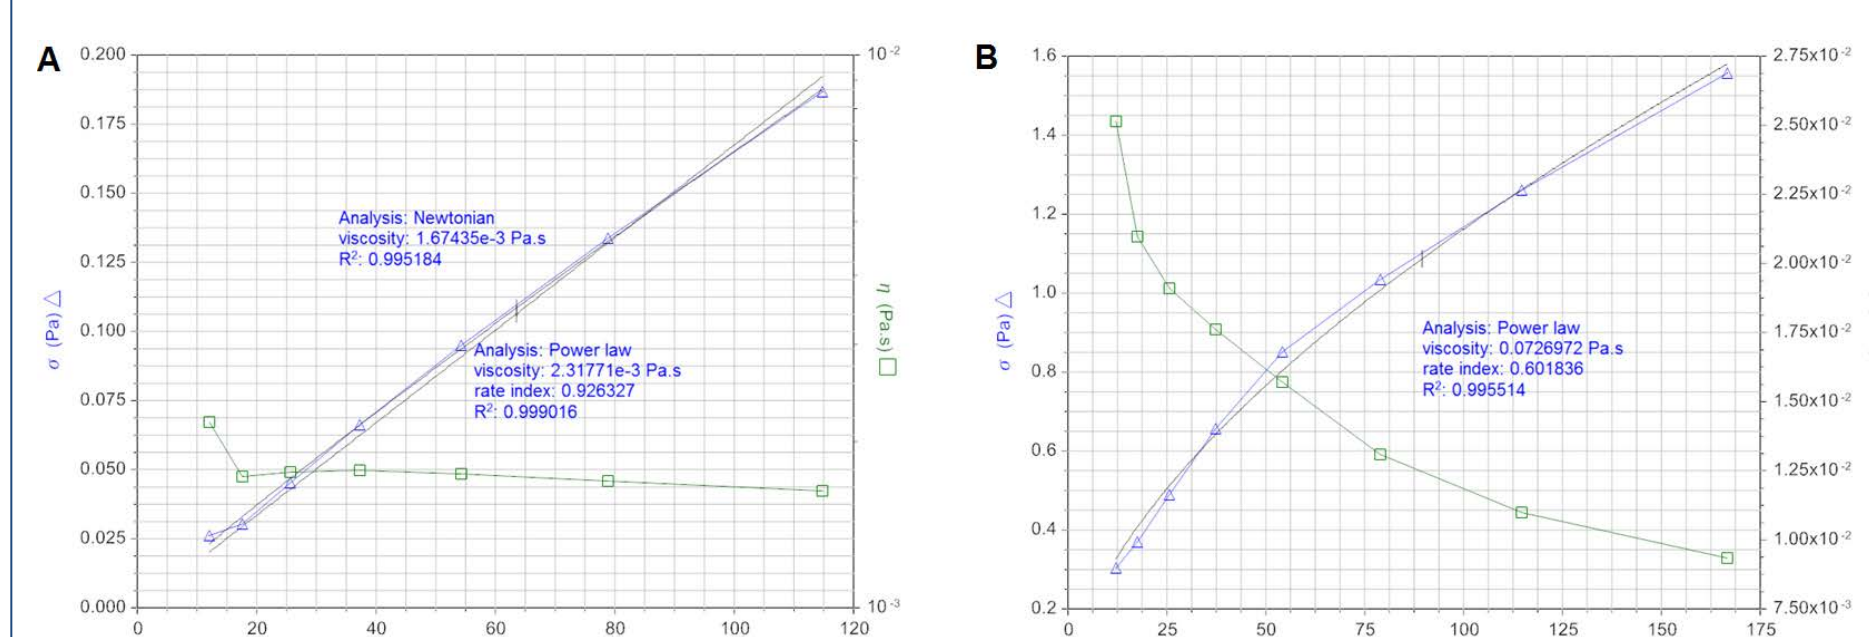 A
0.200
0.175
0.150
0.125
0.100
0.075
0.050
0.025
0.000
σ (Pa) △
Analysis: Newtonian
viscosity: 1.67435e-3 Pa.s
R²: 0.995184
Analysis: Power law
viscosity: 2.31771e-3 Pa.s
rate index: 0.926327
R²: 0.999016
10⁻²
10⁻³
η (Pa.s) □
0 20 40 60 80 100 120
B
1.6
1.4
1.2
1.0
0.8
0.6
0.4
0.2
σ (Pa) △
Analysis: Power law
viscosity: 0.0726972 Pa.s
rate index: 0.601836
R²: 0.995514
2.75x10⁻²
2.50x10⁻²
2.25x10⁻²
2.00x10⁻²
1.75x10⁻²
1.50x10⁻²
1.25x10⁻²
1.00x10⁻²
7.50x10⁻³
0 25 50 75 100 125 150 175